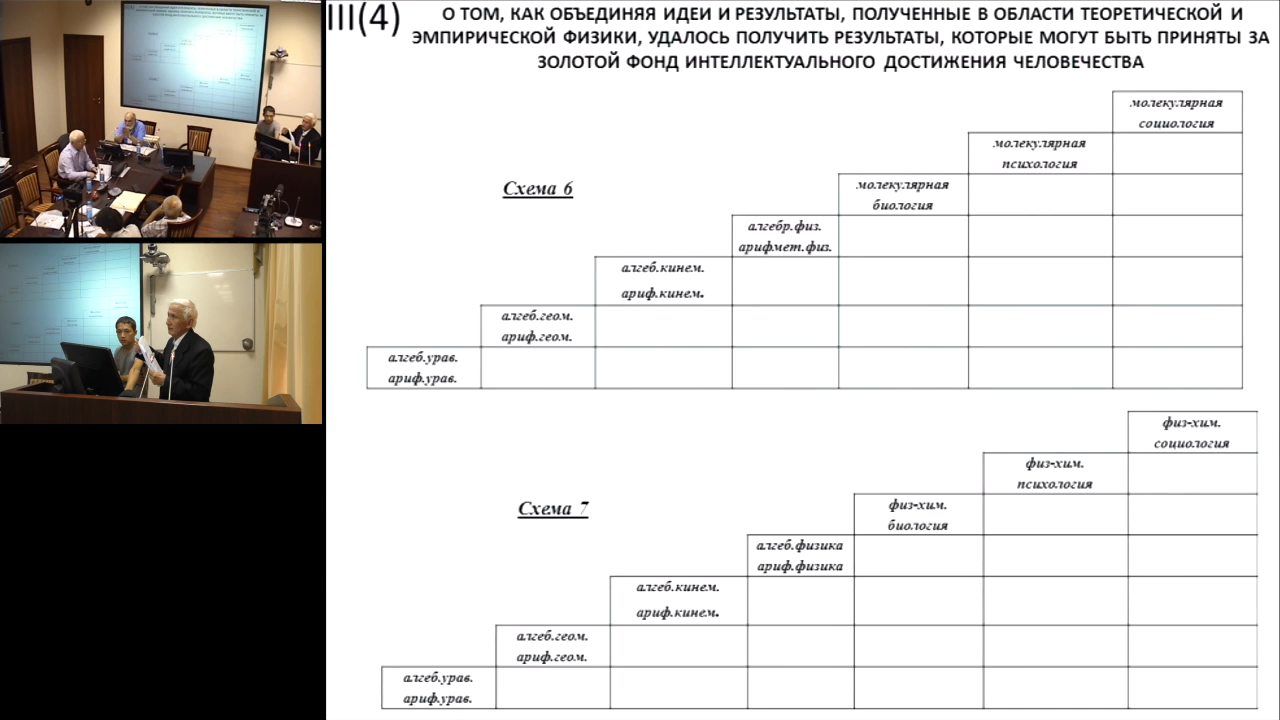 III(4)
О ТОМ, КАК ОБЪЕДИНЯЯ ИДЕИ И РЕЗУЛЬТАТЫ, ПОЛУЧЕННЫЕ В ОБЛАСТИ ТЕОРЕТИЧЕСКОЙ И
ЭМПИРИЧЕСКОЙ ФИЗИКИ, УДАЛОСЬ ПОЛУЧИТЬ РЕЗУЛЬТАТЫ, КОТОРЫЕ МОГУТ БЫТЬ ПРИНЯТЫ ЗА
ЗОЛОТОЙ ФОНД ИНТЕЛЛЕКТУАЛЬНОГО ДОСТИЖЕНИЯ ЧЕЛОВЕЧЕСТВА
Схема 6
молекулярная
социология
молекулярная
психология
молекулярная
биология
алгебр.физ.
арифмет.физ.
алгеб.кинем.
ариф.кинем.
алгеб.геом.
ариф.геом.
алгеб.урав.
ариф.урав.
Схема 7
физ-хим.
социология
физ-хим.
психология
физ-хим.
биология
алгеб.физика
ариф.физика
алгеб.кинем.
ариф.кинем.
алгеб.геом.
ариф.геом.
алгеб.урав.
ариф.урав.